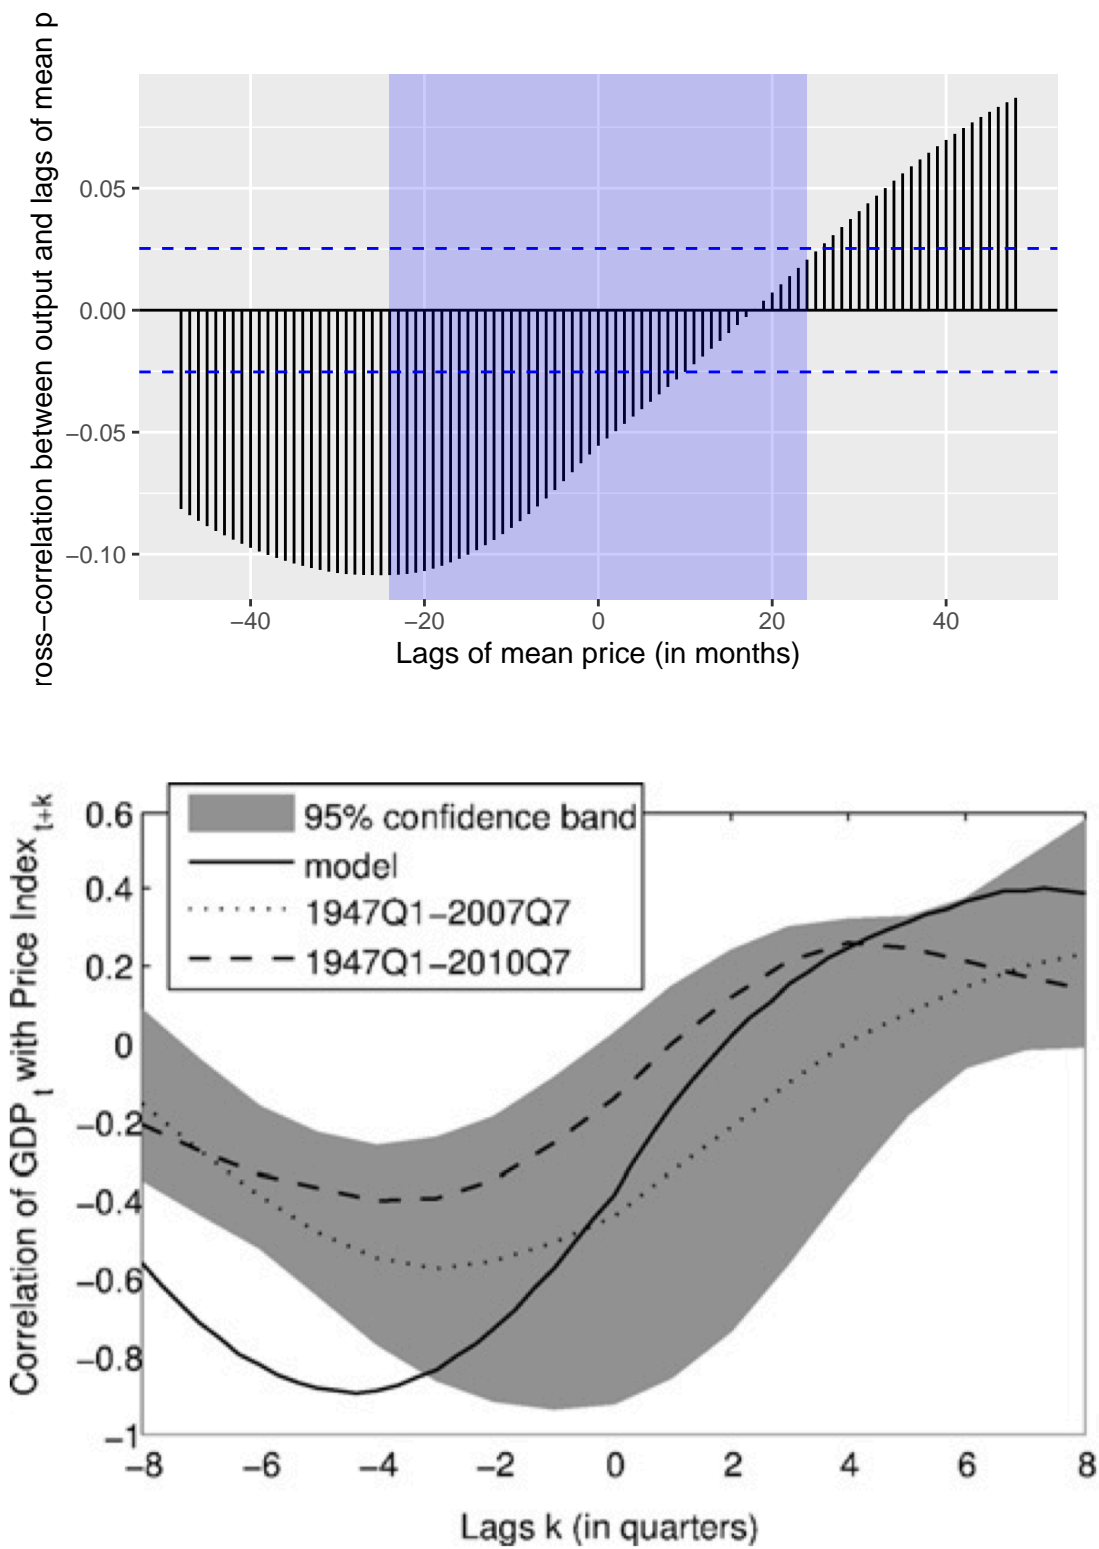 ross−correlation between output and lags of mean p
0.05
0.00
−0.05
−0.10
−40 −20 0 20 40
Lags of mean price (in months)
Correlation of GDP t with Price Index t+k
95% confidence band
model
1947Q1−2007Q7
1947Q1−2010Q7
0.6
0.4
0.2
0
−0.2
−0.4
−0.6
−0.8
−1
−8 −6 −4 −2 0 2 4 6 8
Lags k (in quarters)